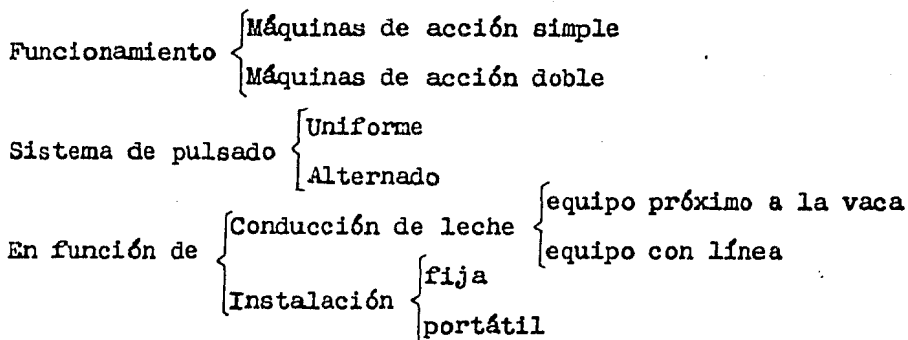 Máquinas de acción simple
Funcionamiento
Máquinas de acción doble
Uniforme
Sistema de pulsado
Alternado
equipo próximo a la vaca
Conducción de leche
equipo con línea
En función de
fija
Instalación
portátil